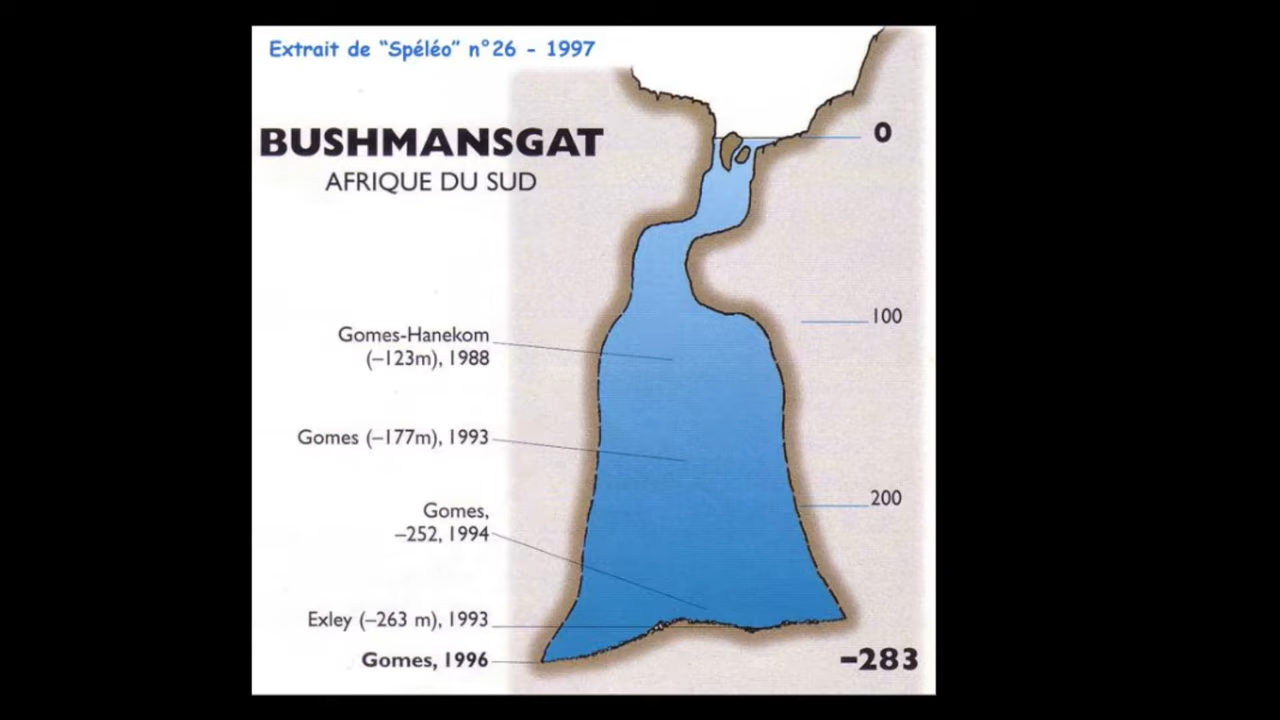 Extrait de “Spéléo” n°26 - 1997
BUSHMANSGAT
AFRIQUE DU SUD
0
100
Gomes-Hanekom
(–123m), 1988
Gomes (–177m), 1993
200
Gomes,
–252, 1994
Exley (–263 m), 1993
Gomes, 1996
–283